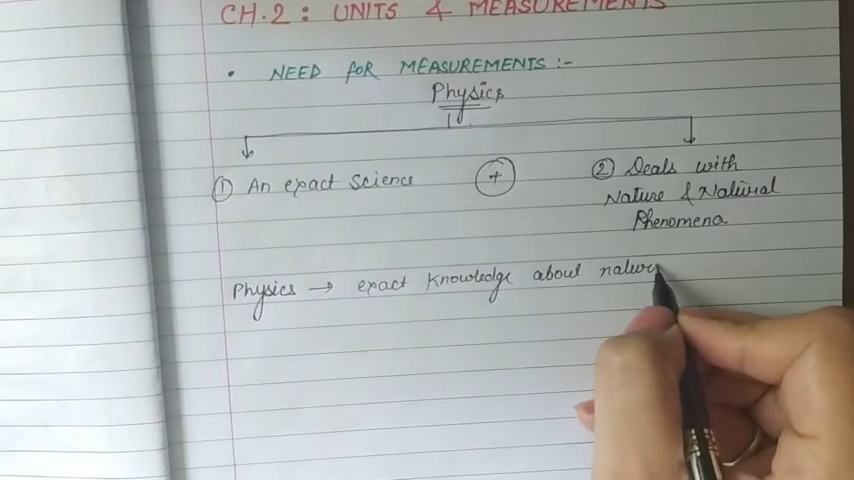 CH.2 : UNITS & MEASUREMENTS
• NEED FOR MEASUREMENTS :-
Physics
① An exact Science + ② Deals with
Nature & Natural
Phenomena
Physics → exact Knowledge about nature